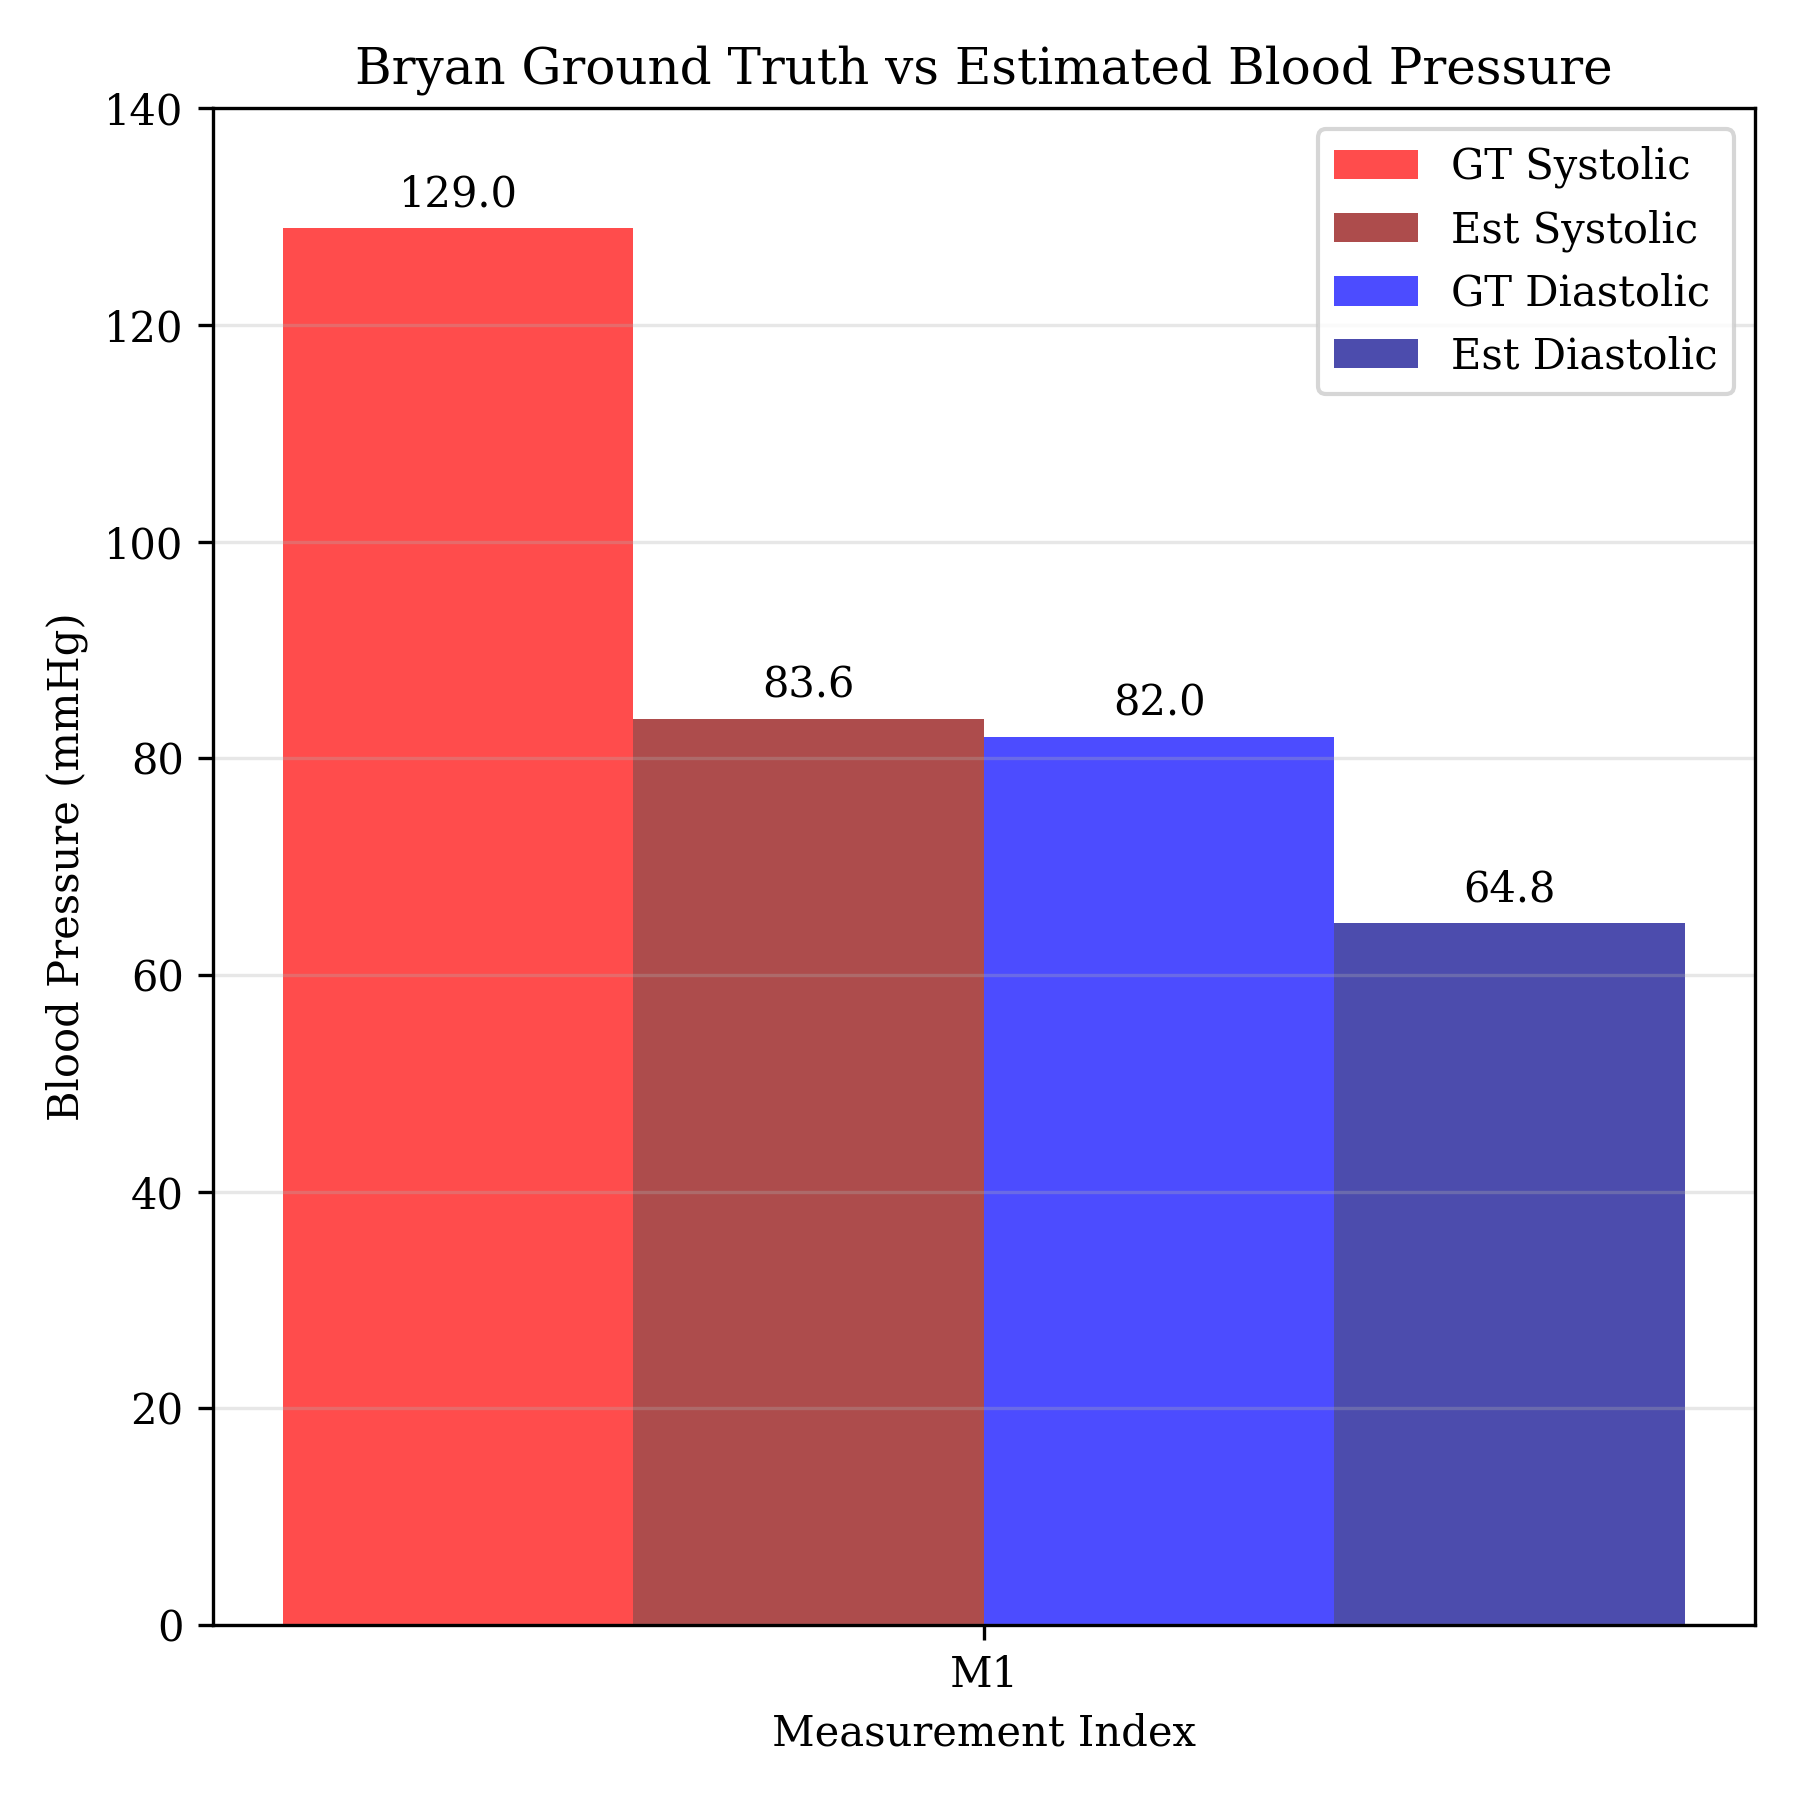 Bryan Ground Truth vs Estimated Blood Pressure
140
120
100
80
60
40
20
0
Blood Pressure (mmHg)
129.0
83.6
82.0
64.8
GT Systolic
Est Systolic
GT Diastolic
Est Diastolic
M1
Measurement Index